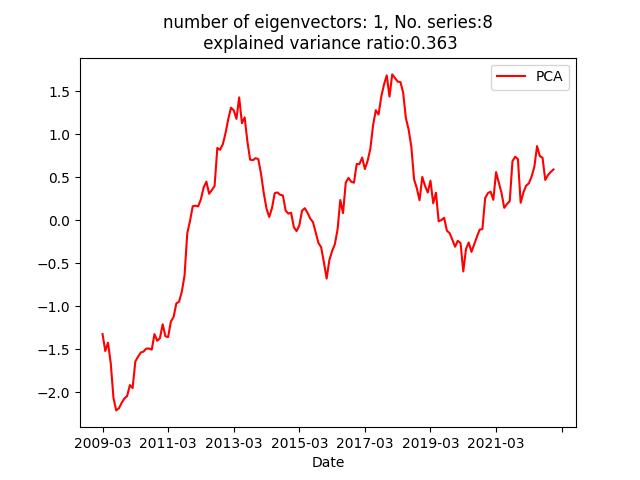 number of eigenvectors: 1, No. series:8
explained variance ratio:0.363
PCA
1.5
1.0
0.5
0.0
−0.5
−1.0
−1.5
−2.0
2009-03 2011-03 2013-03 2015-03 2017-03 2019-03 2021-03
Date